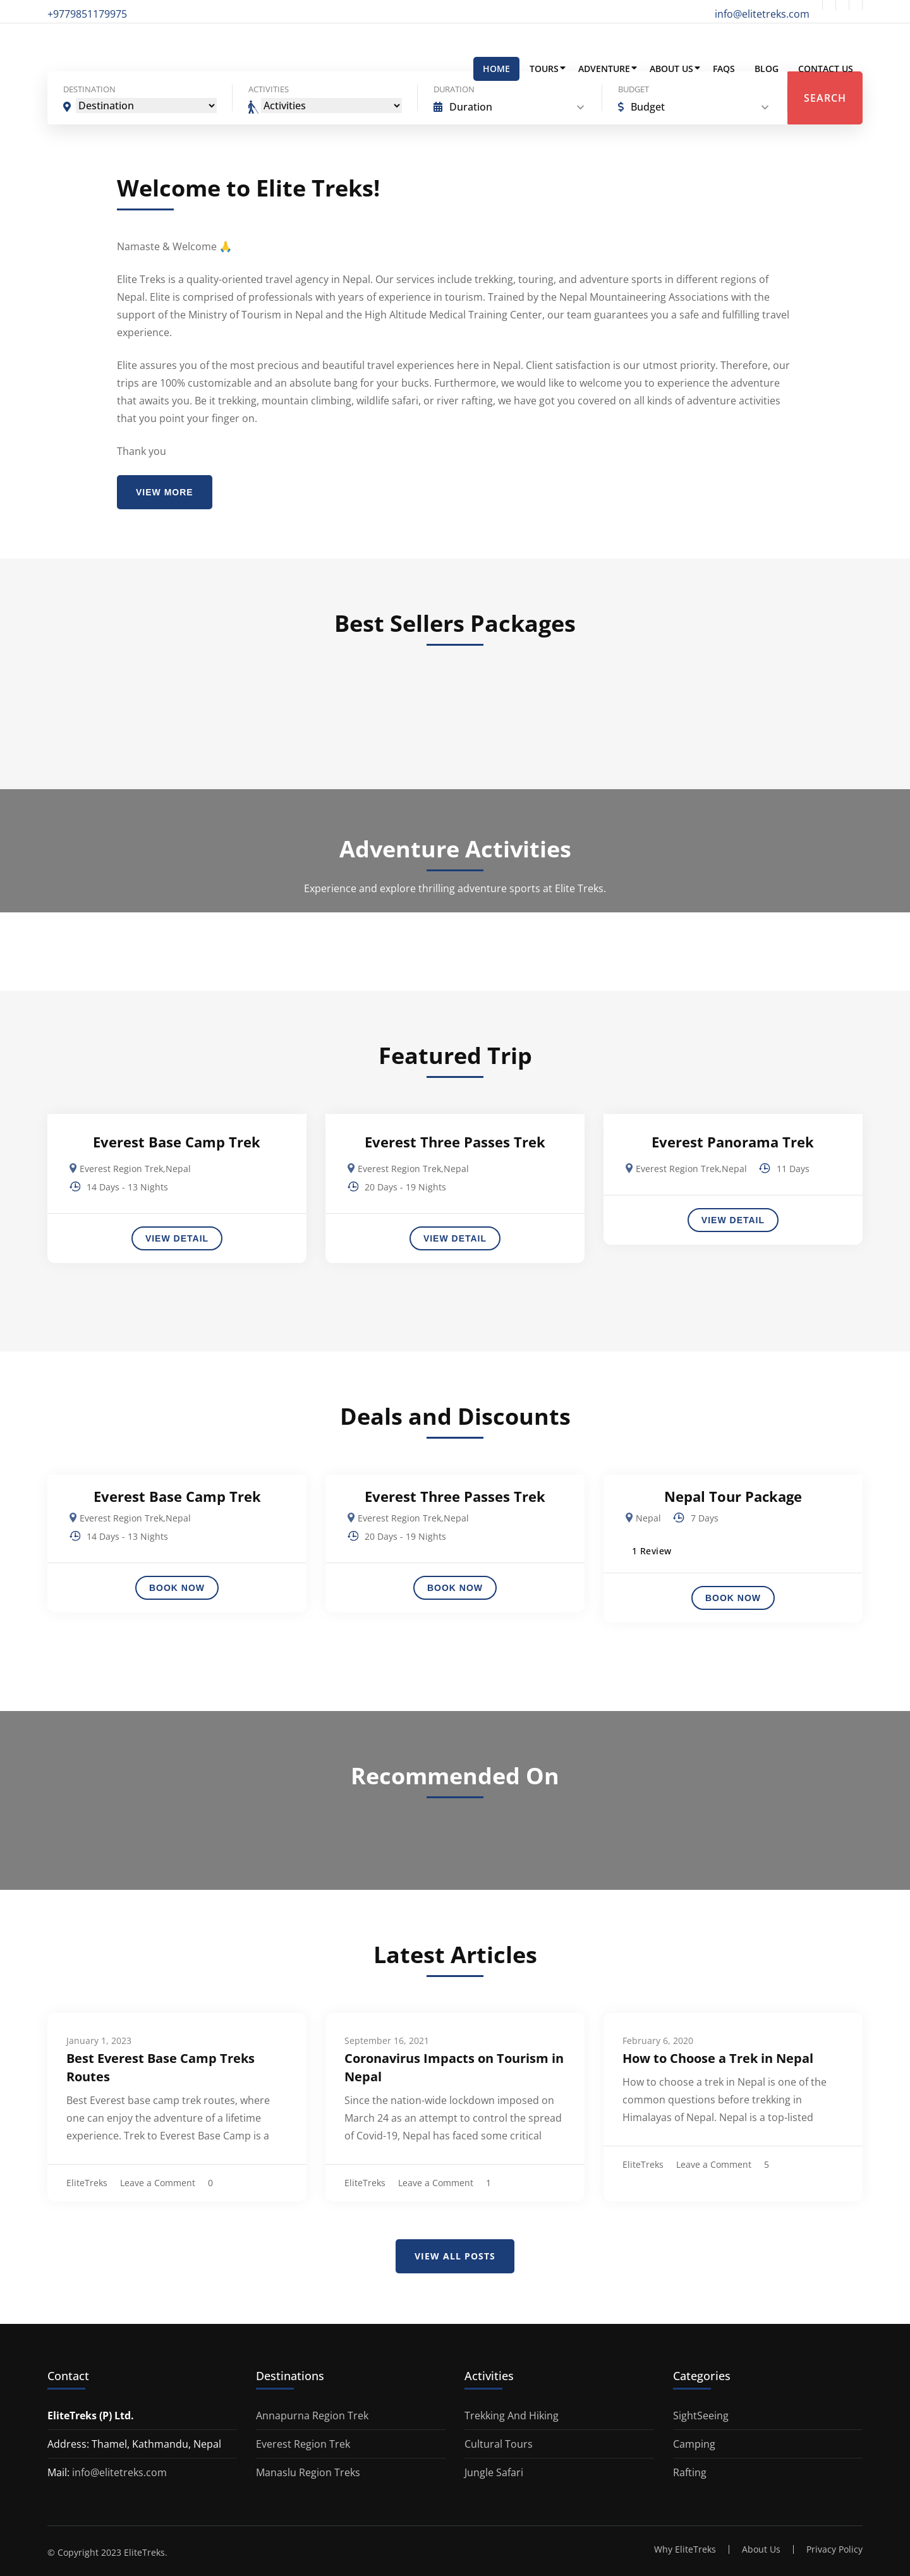 +9779851179975
info@elitetreks.com
HOME TOURS ADVENTURE ABOUT US FAQS BLOG CONTACT US
DESTINATION
Destination
ACTIVITIES
Activities
DURATION
Duration
BUDGET
Budget
SEARCH
Welcome to Elite Treks!
Namaste & Welcome 🙏
Elite Treks is a quality-oriented travel agency in Nepal. Our services include trekking, touring, and adventure sports in different regions of
Nepal. Elite is comprised of professionals with years of experience in tourism. Trained by the Nepal Mountaineering Associations with the
support of the Ministry of Tourism in Nepal and the High Altitude Medical Training Center, our team guarantees you a safe and fulfilling travel
experience.
Elite assures you of the most precious and beautiful travel experiences here in Nepal. Client satisfaction is our utmost priority. Therefore, our
trips are 100% customizable and an absolute bang for your bucks. Furthermore, we would like to welcome you to experience the adventure
that awaits you. Be it trekking, mountain climbing, wildlife safari, or river rafting, we have got you covered on all kinds of adventure activities
that you point your finger on.
Thank you
VIEW MORE
Best Sellers Packages
Adventure Activities
Experience and explore thrilling adventure sports at Elite Treks.
Featured Trip
Everest Base Camp Trek
Everest Region Trek,Nepal
14 Days - 13 Nights
VIEW DETAIL
Everest Three Passes Trek
Everest Region Trek,Nepal
20 Days - 19 Nights
VIEW DETAIL
Everest Panorama Trek
Everest Region Trek,Nepal 11 Days
VIEW DETAIL
Deals and Discounts
Everest Base Camp Trek
Everest Region Trek,Nepal
14 Days - 13 Nights
BOOK NOW
Everest Three Passes Trek
Everest Region Trek,Nepal
20 Days - 19 Nights
BOOK NOW
Nepal Tour Package
Nepal 7 Days
1 Review
BOOK NOW
Recommended On
Latest Articles
January 1, 2023
Best Everest Base Camp Treks
Routes
Best Everest base camp trek routes, where
one can enjoy the adventure of a lifetime
experience. Trek to Everest Base Camp is a
EliteTreks Leave a Comment 0
September 16, 2021
Coronavirus Impacts on Tourism in
Nepal
Since the nation-wide lockdown imposed on
March 24 as an attempt to control the spread
of Covid-19, Nepal has faced some critical
EliteTreks Leave a Comment 1
February 6, 2020
How to Choose a Trek in Nepal
How to choose a trek in Nepal is one of the
common questions before trekking in
Himalayas of Nepal. Nepal is a top-listed
EliteTreks Leave a Comment 5
VIEW ALL POSTS
Contact
EliteTreks (P) Ltd.
Address: Thamel, Kathmandu, Nepal
Mail: info@elitetreks.com
Destinations
Annapurna Region Trek
Everest Region Trek
Manaslu Region Treks
Activities
Trekking And Hiking
Cultural Tours
Jungle Safari
Categories
SightSeeing
Camping
Rafting
© Copyright 2023 EliteTreks.
Why EliteTreks | About Us | Privacy Policy